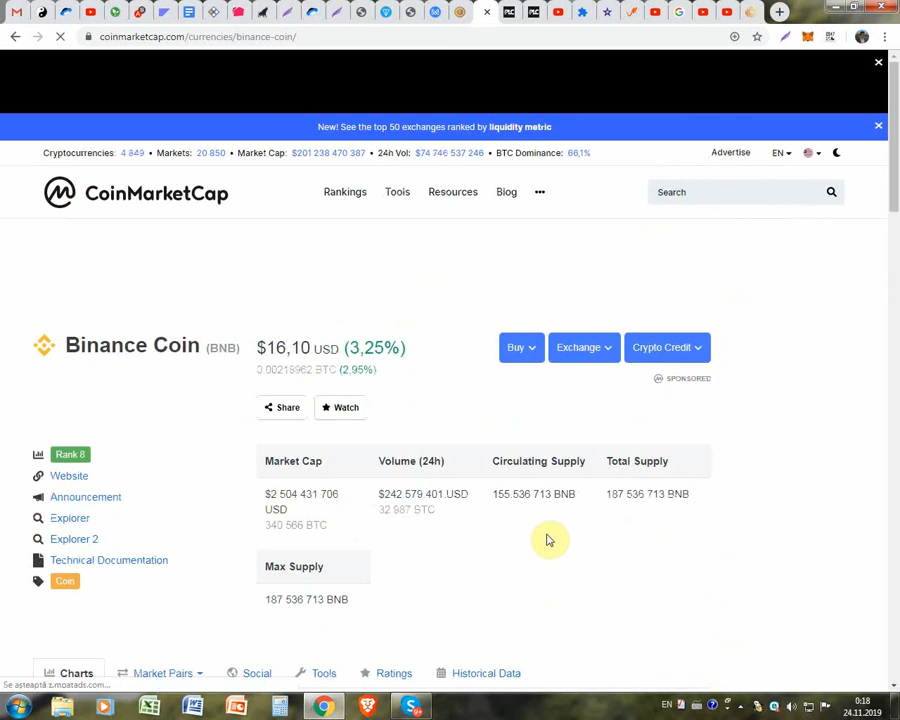 coinmarketcap.com/currencies/binance-coin/
New! See the top 50 exchanges ranked by liquidity metric
Cryptocurrencies: 4 849 • Markets: 20 850 • Market Cap: $201 238 470 387 • 24h Vol: $74 746 537 246 • BTC Dominance: 66,1%
Advertise
EN
CoinMarketCap
Rankings
Tools
Resources
Blog
Search
Binance Coin (BNB)
$16,10 USD (3,25%)
0.00219962 BTC (2,95%)
Buy
Exchange
Crypto Credit
SPONSORED
Share
Watch
Rank 8
Website
Announcement
Explorer
Explorer 2
Technical Documentation
Coin
Market Cap
Volume (24h)
Circulating Supply
Total Supply
$2 504 431 706
USD
340 566 BTC
$242 579 401 USD
32 987 BTC
155.536 713 BNB
187 536 713 BNB
Max Supply
187 536 713 BNB
Charts
Market Pairs
Social
Tools
Ratings
Historical Data
Se așteaptă z.moatads.com...
EN
0:18
24.11.2019